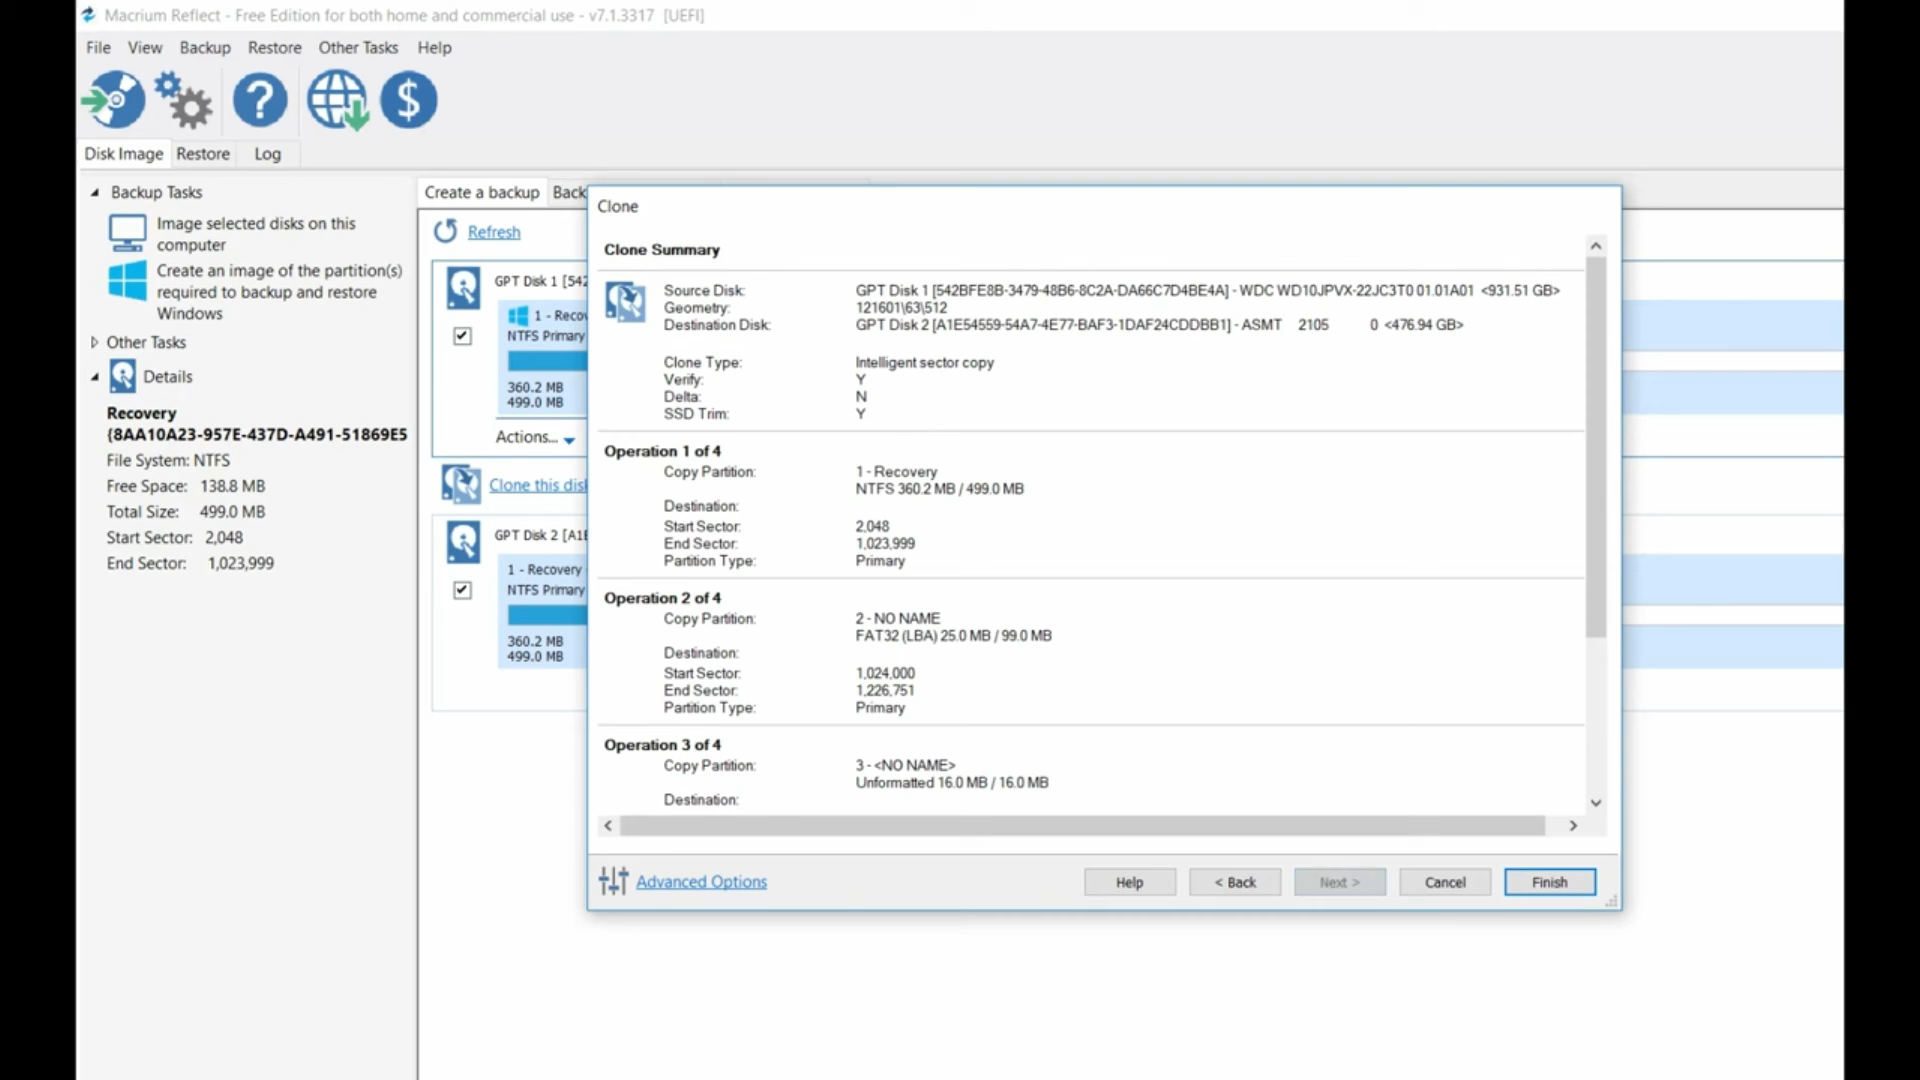 Macrium Reflect - Free Edition for both home and commercial use - v7.1.3317 [UEFI]
File View Backup Restore Other Tasks Help
Disk Image Restore Log
Backup Tasks
Image selected disks on this
computer
Create an image of the partition(s)
required to backup and restore
Windows
Other Tasks
Details
Recovery
{8AA10A23-957E-437D-A491-51869E5
File System: NTFS
Free Space: 138.8 MB
Total Size: 499.0 MB
Start Sector: 2,048
End Sector: 1,023,999
Create a backup Back
Refresh
GPT Disk 1 [542
1 - Recov
NTFS Primary
360.2 MB
499.0 MB
Actions...
Clone this disk
GPT Disk 2 [A1E
1 - Recovery
NTFS Primary
360.2 MB
499.0 MB
Clone
Clone Summary
Source Disk: GPT Disk 1 [542BFE8B-3479-48B6-8C2A-DA66C7D4BE4A] - WDC WD10JPVX-22JC3T0 01.01A01 <931.51 GB>
Geometry: 121601\63\512
Destination Disk: GPT Disk 2 [A1E54559-54A7-4E77-BAF3-1DAF24CDDBB1] - ASMT 2105 0 <476.94 GB>
Clone Type: Intelligent sector copy
Verify: Y
Delta: N
SSD Trim: Y
Operation 1 of 4
Copy Partition: 1 - Recovery
NTFS 360.2 MB / 499.0 MB
Destination:
Start Sector: 2,048
End Sector: 1,023,999
Partition Type: Primary
Operation 2 of 4
Copy Partition: 2 - NO NAME
FAT32 (LBA) 25.0 MB / 99.0 MB
Destination:
Start Sector: 1,024,000
End Sector: 1,226,751
Partition Type: Primary
Operation 3 of 4
Copy Partition: 3 - <NO NAME>
Unformatted 16.0 MB / 16.0 MB
Destination:
Advanced Options
Help < Back Next > Cancel Finish